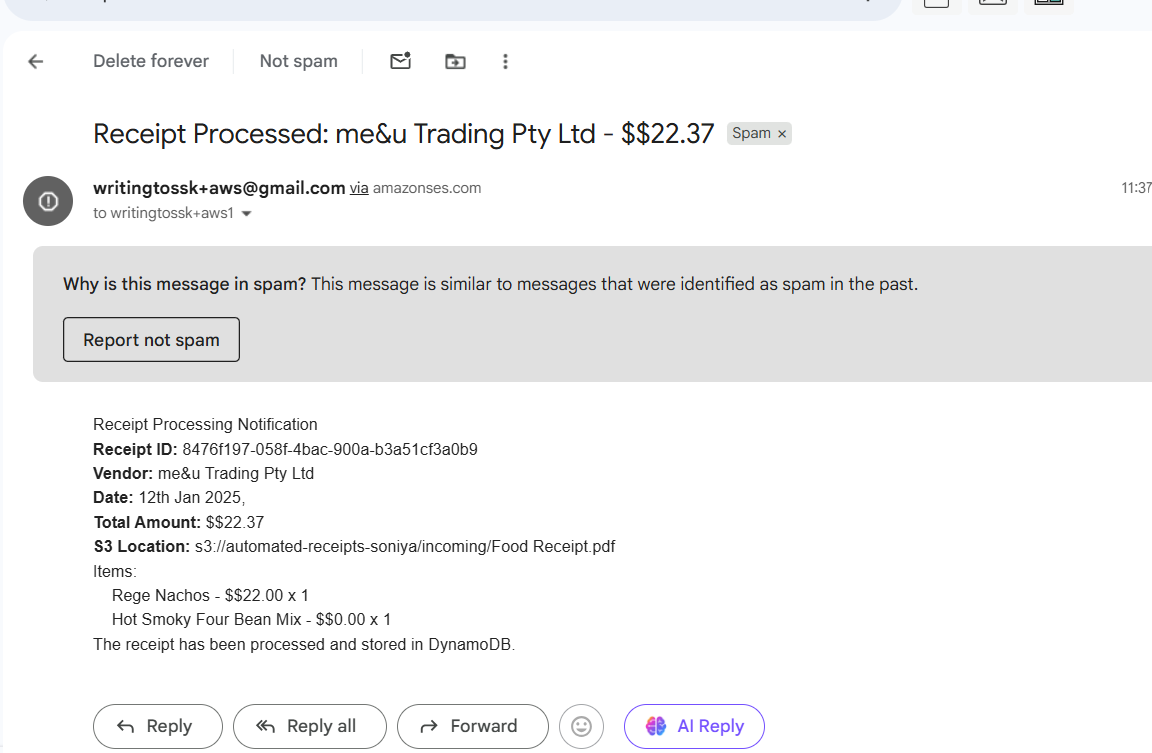 Delete forever
Not spam
Receipt Processed: me&u Trading Pty Ltd - $$22.37 Spam ×
writingtossk+aws@gmail.com via amazonses.com
11:37
to writingtossk+aws1
Why is this message in spam? This message is similar to messages that were identified as spam in the past.
Report not spam
Receipt Processing Notification
Receipt ID: 8476f197-058f-4bac-900a-b3a51cf3a0b9
Vendor: me&u Trading Pty Ltd
Date: 12th Jan 2025,
Total Amount: $$22.37
S3 Location: s3://automated-receipts-soniya/incoming/Food Receipt.pdf
Items:
Rege Nachos - $$22.00 x 1
Hot Smoky Four Bean Mix - $$0.00 x 1
The receipt has been processed and stored in DynamoDB.
Reply
Reply all
Forward
AI Reply